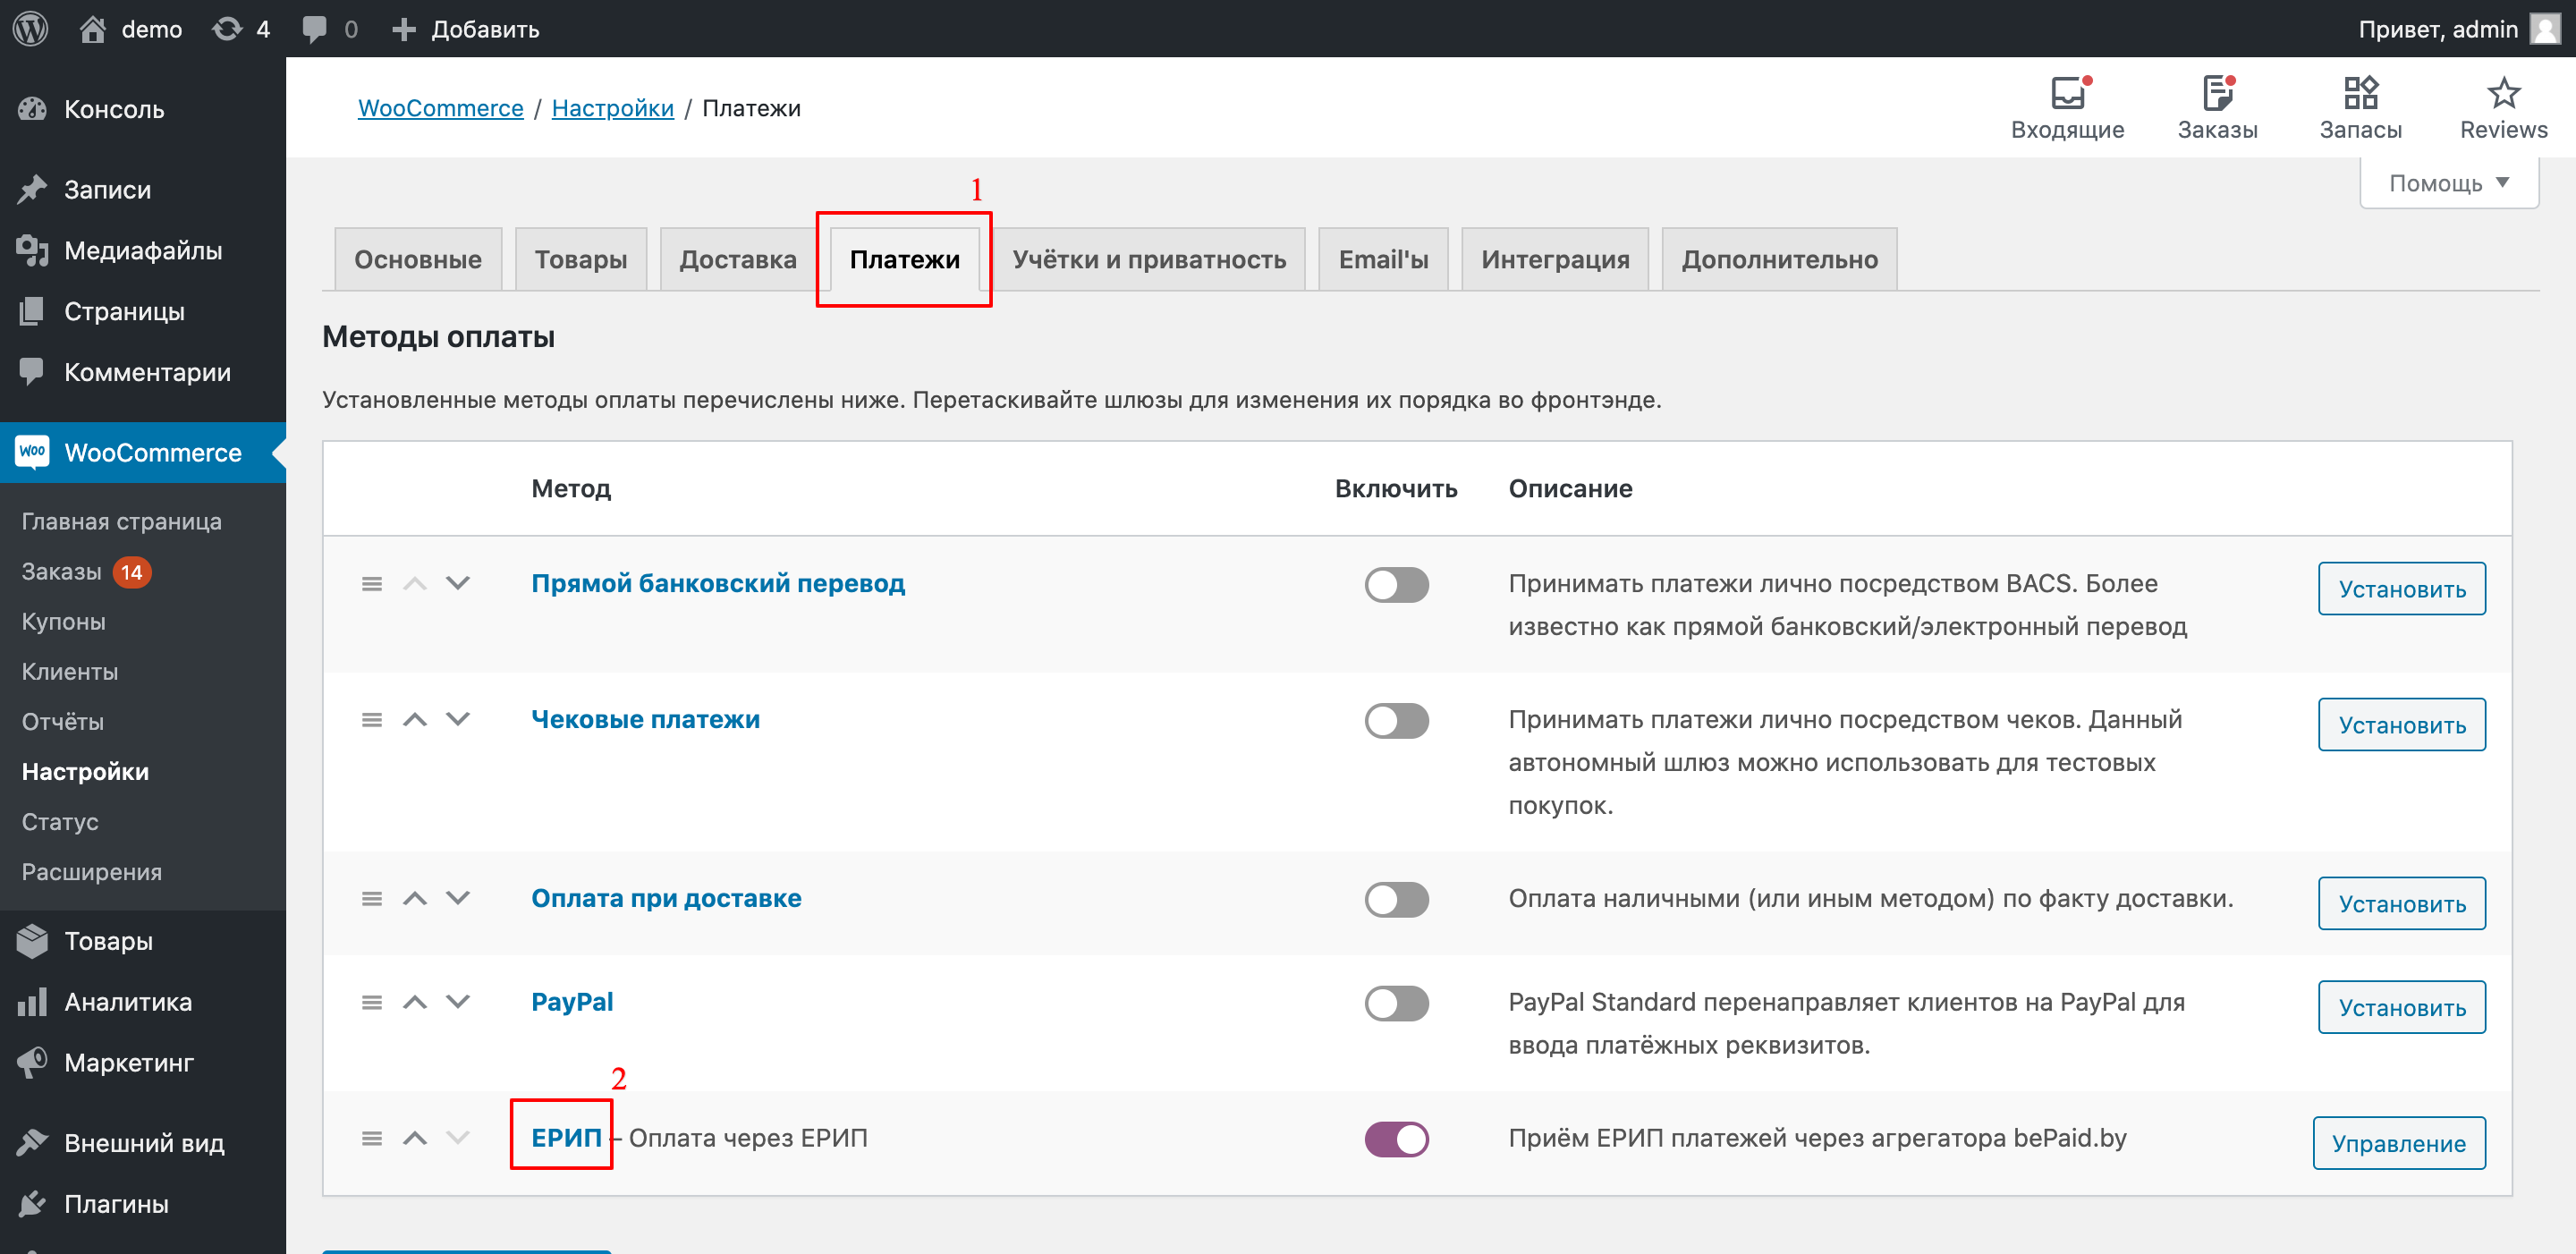 demo 4 0 Добавить Привет, admin
Консоль
Записи
Медиафайлы
Страницы
Комментарии
Woo WooCommerce
Главная страница
Заказы 14
Купоны
Клиенты
Отчёты
Настройки
Статус
Расширения
Товары
Аналитика
Маркетинг
Внешний вид
Плагины
WooCommerce / Настройки / Платежи
Входящие Заказы Запасы Reviews
Помощь
1
Основные Товары Доставка Платежи Учётки и приватность Email'ы Интеграция Дополнительно
Методы оплаты
Установленные методы оплаты перечислены ниже. Перетаскивайте шлюзы для изменения их порядка во фронтэнде.
Метод Включить Описание
Прямой банковский перевод Принимать платежи лично посредством BACS. Более Установить
известно как прямой банковский/электронный перевод
Чековые платежи Принимать платежи лично посредством чеков. Данный Установить
автономный шлюз можно использовать для тестовых
покупок.
Оплата при доставке Оплата наличными (или иным методом) по факту доставки. Установить
PayPal PayPal Standard перенаправляет клиентов на PayPal для Установить
ввода платёжных реквизитов.
2
ЕРИП – Оплата через ЕРИП Приём ЕРИП платежей через агрегатора bePaid.by Управление